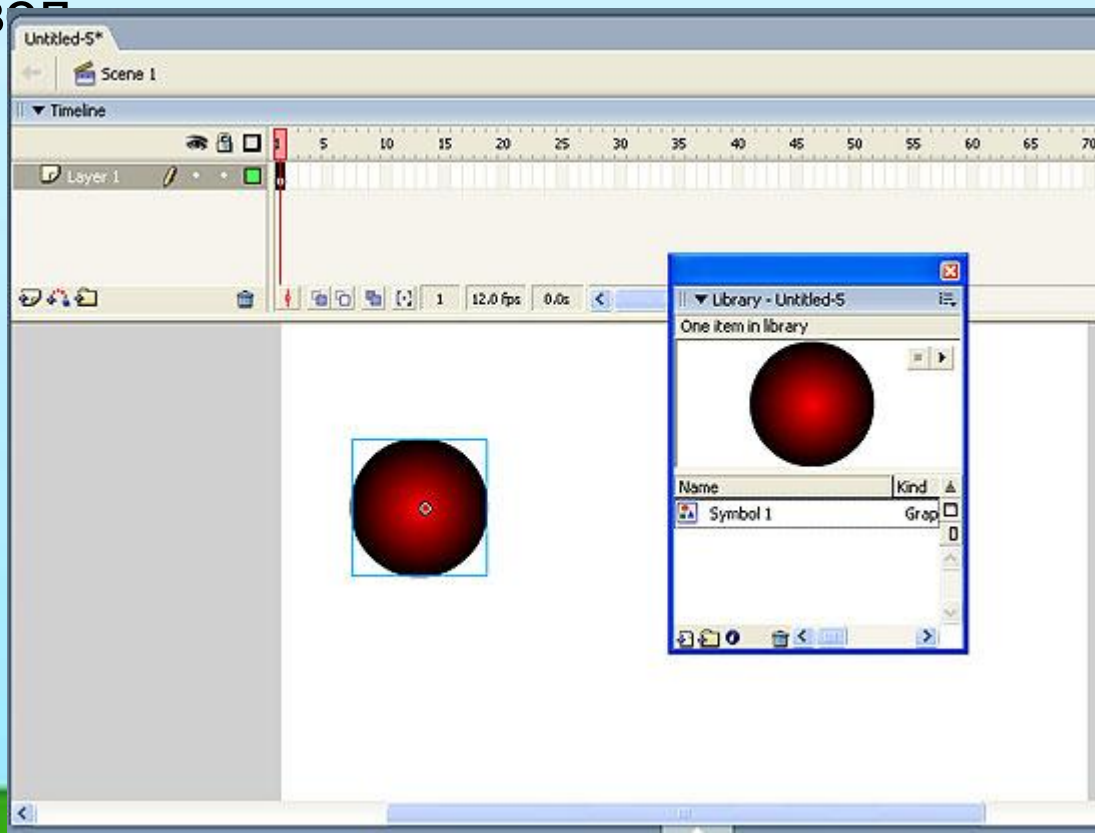 Untitled-5*
Scene 1
Timeline
1 5 10 15 20 25 30 35 40 45 50 55 60 65 70
Layer 1
1 12.0 fps 0.0s
Library - Untitled-5
One item in library
Name Kind
Symbol 1 Grap